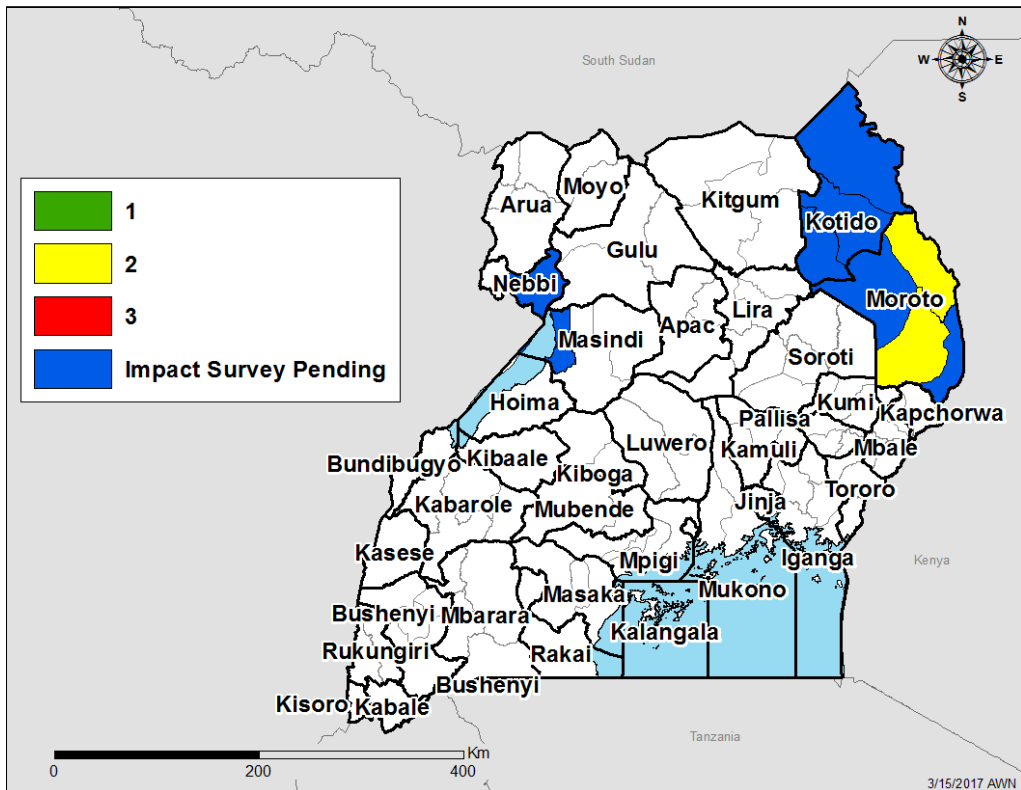 N
W E
S
South Sudan
1
2
3
Impact Survey Pending
Moyo
Arua
Kitgum
Kotido
Gulu
Nebbi
Moroto
Lira
Apac
Masindi
Soroti
Hoima
Kumi
Kapchorwa
Pallisa
Luwero
Kamuli
Mbale
Bundibugyo
Kibaale
Kiboga
Tororo
Kabarole
Mubende
Jinja
Kasese
Mpigi
Iganga
Kenya
Mukono
Masaka
Bushenyi
Mbarara
Kalangala
Rukungiri
Rakai
Bushenyi
Kisoro
Kabale
Tanzania
Km
0 200 400
3/15/2017 AWN